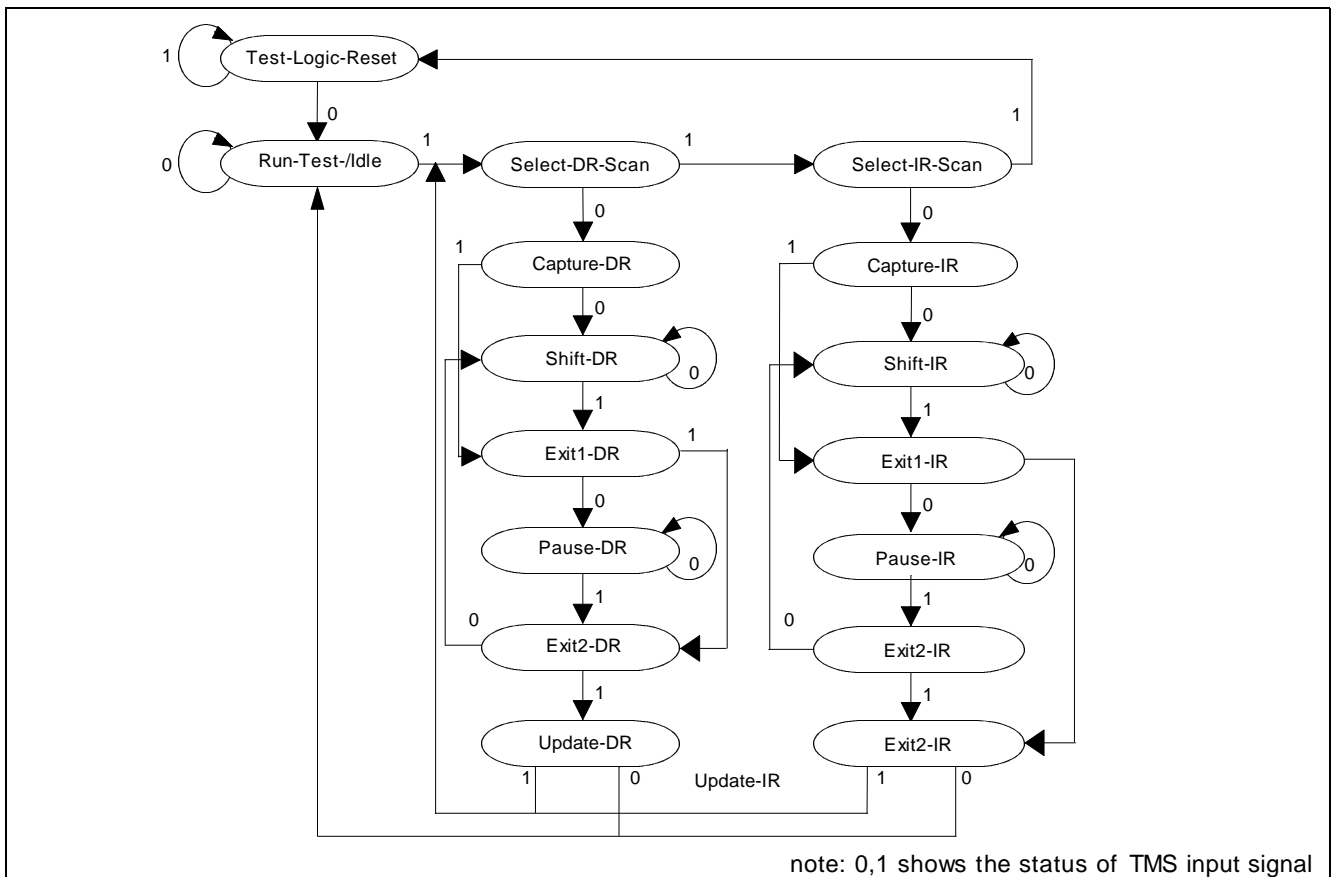 1
Test-Logic-Reset
0
1
0
Run-Test-/Idle
1
Select-DR-Scan
1
Select-IR-Scan
0
0
1
Capture-DR
1
Capture-IR
0
0
Shift-DR
0
Shift-IR
0
1
1
Exit1-DR
1
Exit1-IR
0
0
Pause-DR
0
Pause-IR
0
1
1
0
Exit2-DR
0
Exit2-IR
1
1
Update-DR
Exit2-IR
1
0
Update-IR
1
0
note: 0,1 shows the status of TMS input signal